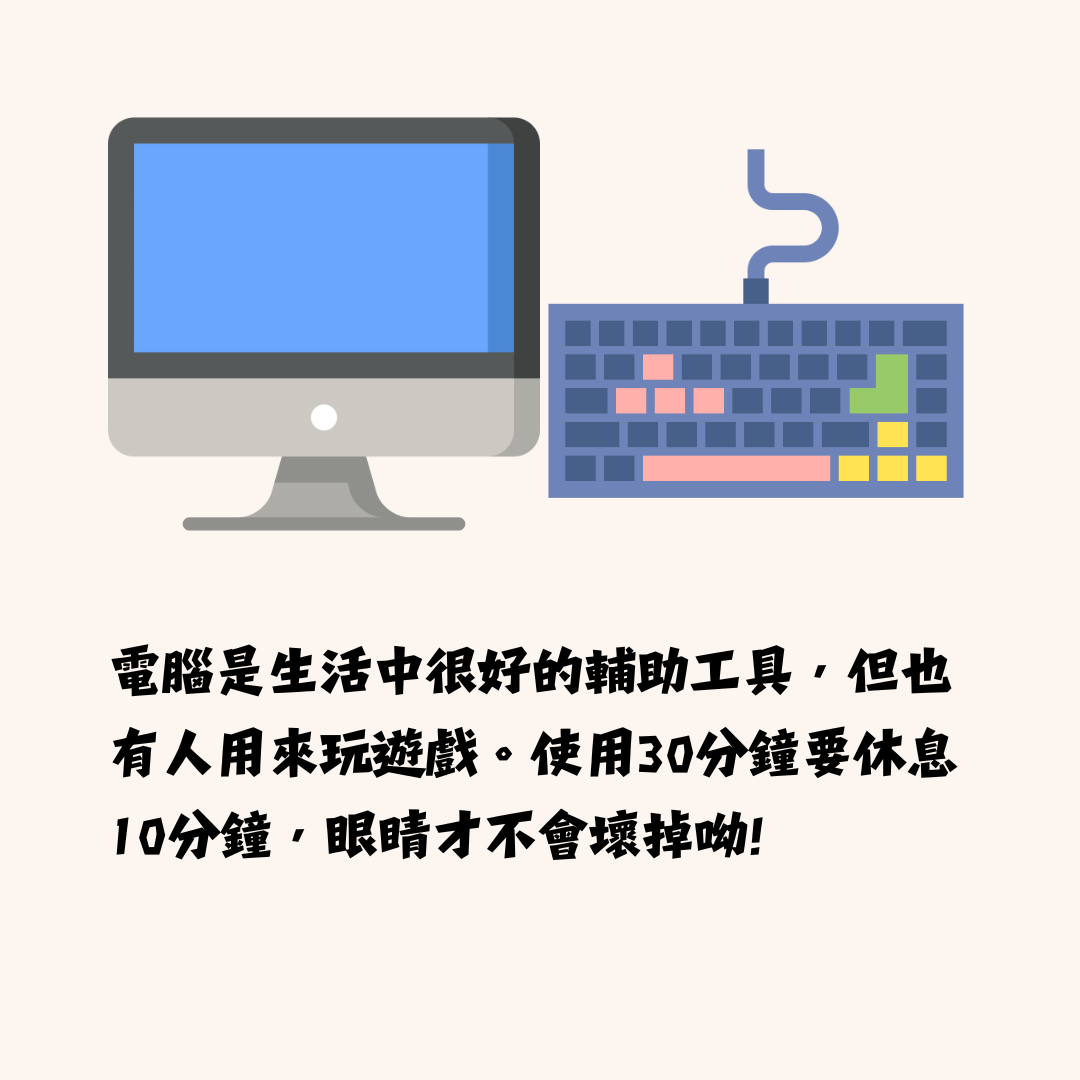 電腦是生活中很好的輔助工具，但也
有人用來玩遊戲。使用30分鐘要休息
10分鐘，眼睛才不會壞掉呦!